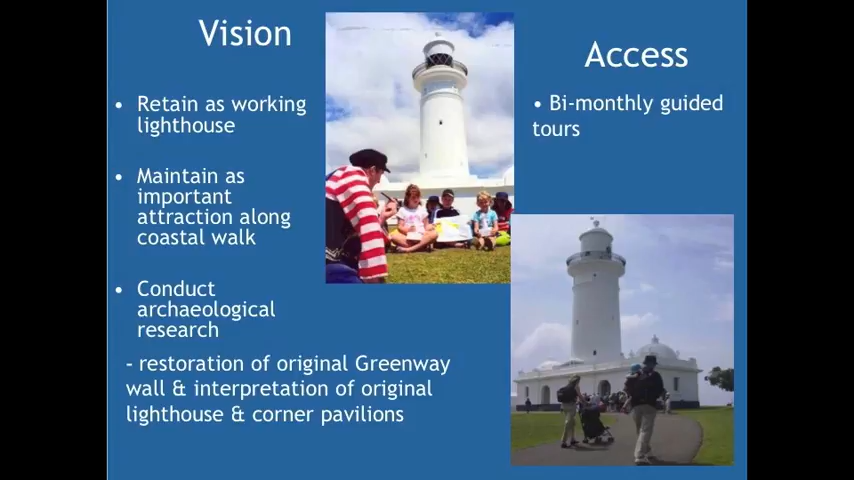 Vision
• Retain as working
lighthouse
• Maintain as
important
attraction along
coastal walk
• Conduct
archaeological
research
- restoration of original Greenway
wall & interpretation of original
lighthouse & corner pavilions
Access
• Bi-monthly guided
tours